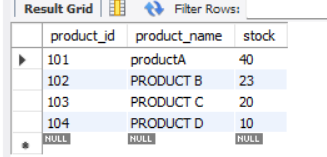 Result Grid Filter Rows:
product_id product_name stock
101 productA 40
102 PRODUCT B 23
103 PRODUCT C 20
104 PRODUCT D 10
NULL NULL NULL